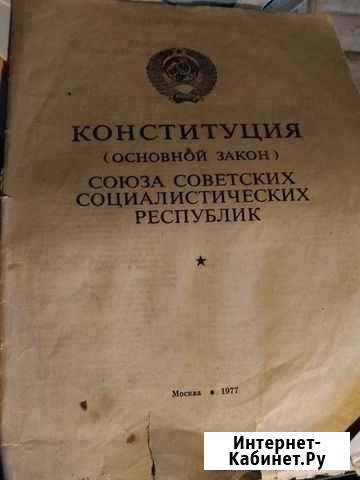 КОНСТИТУЦИЯ
(ОСНОВНОЙ ЗАКОН)
СОЮЗА СОВЕТСКИХ
СОЦИАЛИСТИЧЕСКИХ
РЕСПУБЛИК
Москва • 1977
Интернет-
Кабинет.Ру